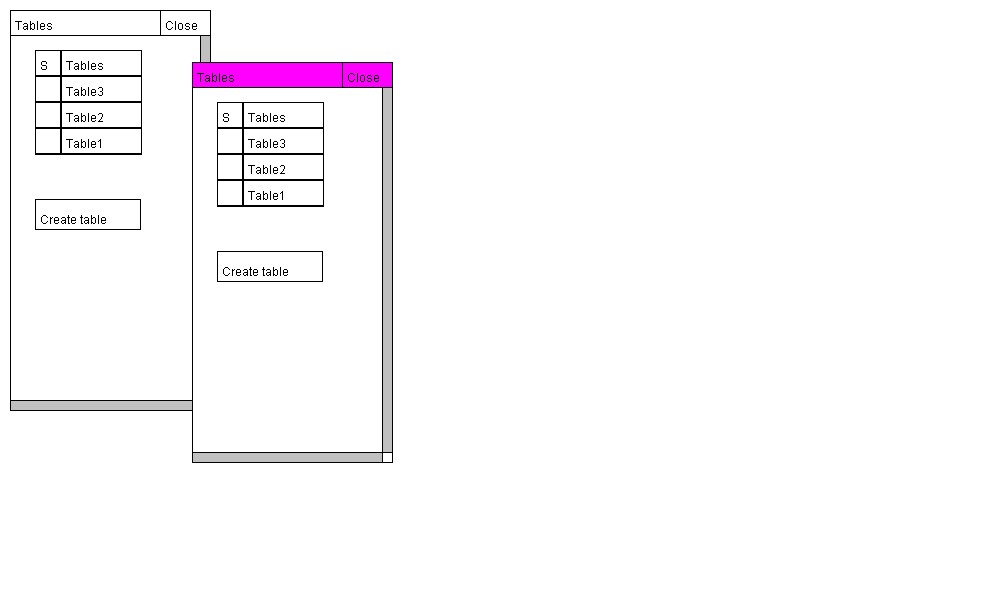 Tables Close
S Tables
Table3
Table2
Table1
Create table
Tables Close
S Tables
Table3
Table2
Table1
Create table